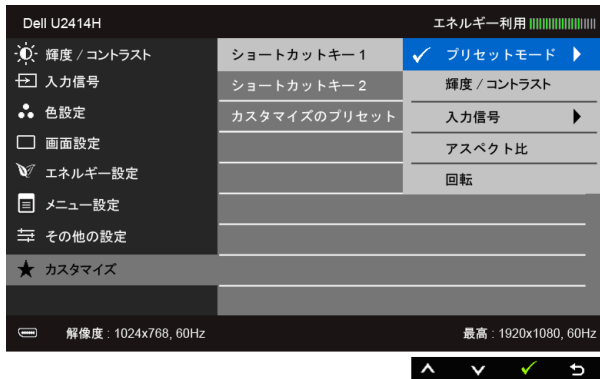 Dell U2414H
エネルギー利用
輝度 / コントラスト
ショートカットキー 1
プリセットモード
入力信号
ショートカットキー 2
輝度 / コントラスト
色設定
カスタマイズのプリセット
入力信号
画面設定
アスペクト比
エネルギー設定
回転
メニュー設定
その他の設定
カスタマイズ
解像度 : 1024x768, 60Hz
最高 : 1920x1080, 60Hz